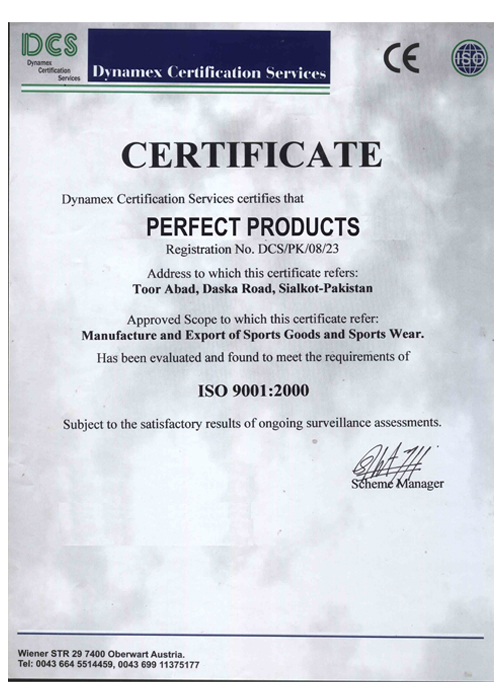 DCS
Dynamex
Certification
Services
Dynamex Certification Services
CE
ISO
CERTIFICATE
Dynamex Certification Services certifies that
PERFECT PRODUCTS
Registration No. DCS/PK/08/23
Address to which this certificate refers:
Toor Abad, Daska Road, Sialkot-Pakistan
Approved Scope to which this certificate refer:
Manufacture and Export of Sports Goods and Sports Wear.
Has been evaluated and found to meet the requirements of
ISO 9001:2000
Subject to the satisfactory results of ongoing surveillance assessments.
Scheme Manager
Wiener STR 29 7400 Oberwart Austria.
Tel: 0043 664 5514459, 0043 699 11375177